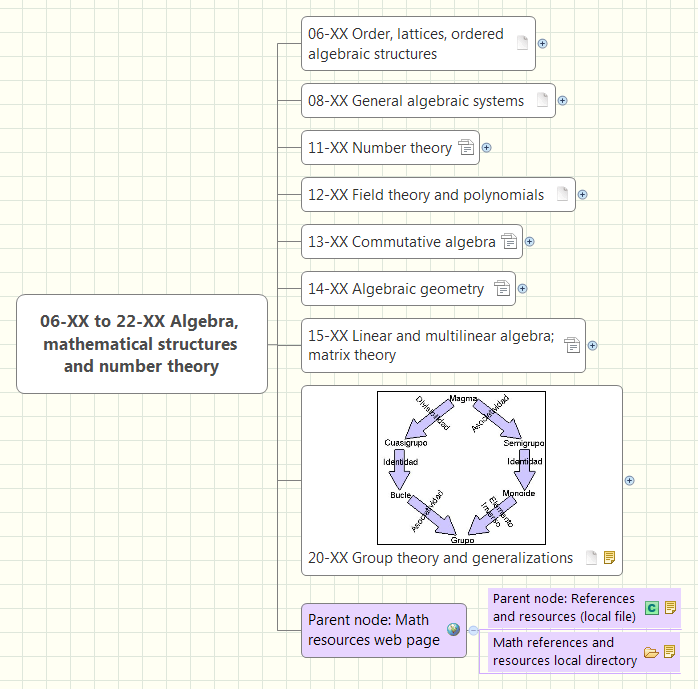 06-XX to 22-XX Algebra,
mathematical structures
and number theory
06-XX Order, lattices, ordered
algebraic structures
08-XX General algebraic systems
11-XX Number theory
12-XX Field theory and polynomials
13-XX Commutative algebra
14-XX Algebraic geometry
15-XX Linear and multilinear algebra;
matrix theory
Magma
Divisibilidad
Asociatividad
Cuasigrupo
Semigrupo
Identidad
Identidad
Bucle
Monoide
Asociatividad
Elemento
Inverso
Grupo
20-XX Group theory and generalizations
Parent node: Math
resources web page
Parent node: References
and resources (local file)
C
Math references and
resources local directory